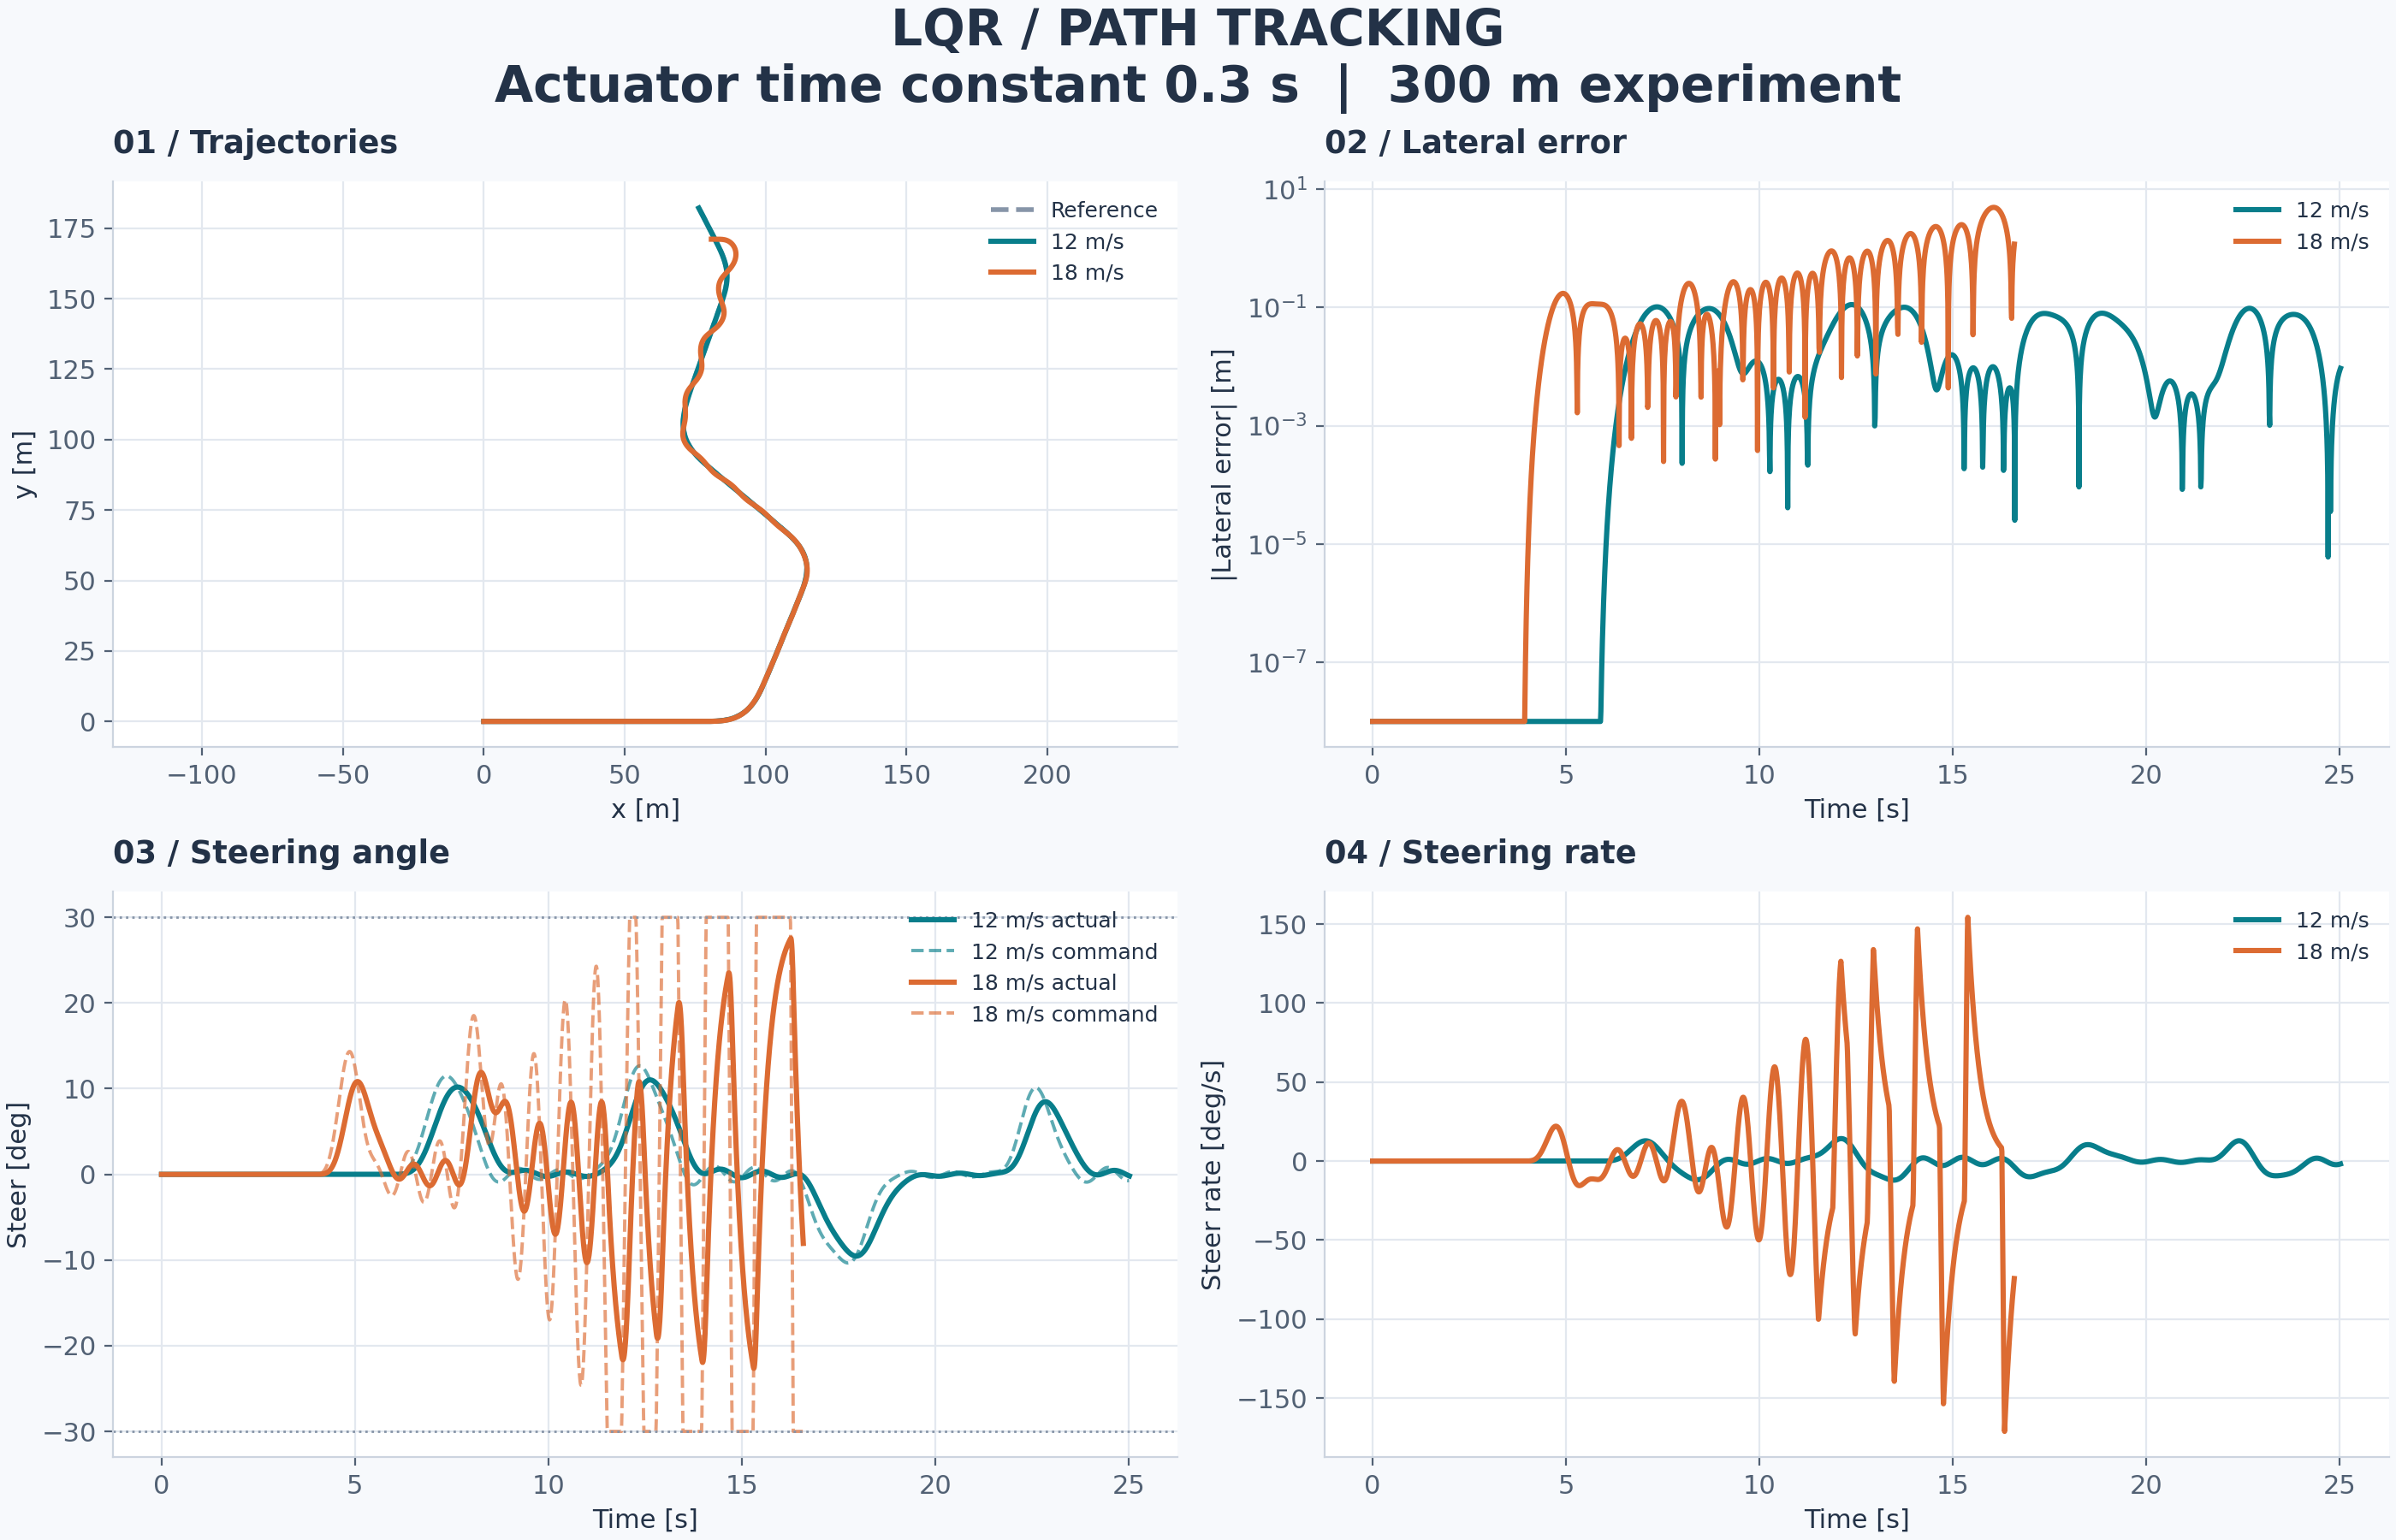 LQR / PATH TRACKING
Actuator time constant 0.3 s | 300 m experiment
01 / Trajectories
175
150
125
100
75
50
25
0
y [m]
Reference
12 m/s
18 m/s
−100
−50
0
50
100
150
200
x [m]
02 / Lateral error
10¹
10⁻¹
10⁻³
10⁻⁵
10⁻⁷
|Lateral error| [m]
12 m/s
18 m/s
0
5
10
15
20
25
Time [s]
03 / Steering angle
30
20
10
0
−10
−20
−30
Steer [deg]
12 m/s actual
12 m/s command
18 m/s actual
18 m/s command
0
5
10
15
20
25
Time [s]
04 / Steering rate
150
100
50
0
−50
−100
−150
Steer rate [deg/s]
12 m/s
18 m/s
0
5
10
15
20
25
Time [s]